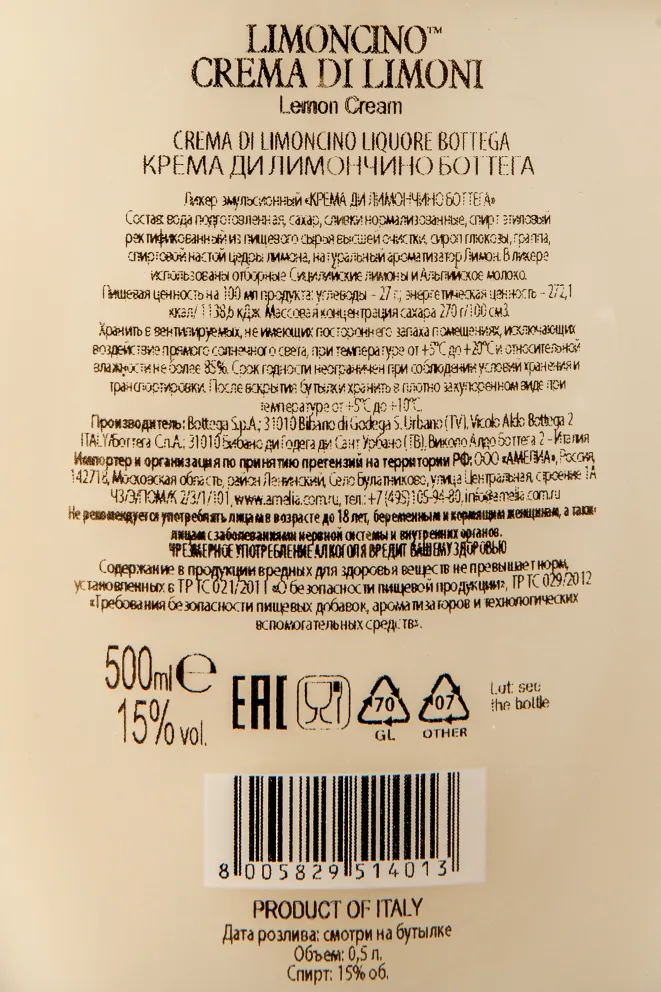 LIMONCINO™
CREMA DI LIMONI
Lemon Cream
CREMA DI LIMONCINO LIQUORE BOTTEGA
КРЕМА ДИ ЛИМОНЧИНО БОТТЕГА
Ликер эмульсионный «КРЕМА ДИ ЛИМОНЧИНО БОТТЕГА»
Состав: вода подготовленная, сахар, сливки нормализованные, спирт этиловый
ректификованный из пищевого сырья высшей очистки, сироп глюкозы, граппа,
спиртовой настой цедры лимона, натуральный ароматизатор Лимон. В ликере
использованы отборные Сицилийские лимоны и Альпийское молоко.
Пищевая ценность на 100 мл продукта: углеводы - 27 г; энергетическая ценность - 272,1
ккал/ 1138,6 кДж. Массовая концентрация сахара 270 г/100 см3.
Хранить в вентилируемых, не имеющих постороннего запаха помещениях, исключающих
воздействие прямого солнечного света, при температуре от +5°С до +20°С и относительной
влажности не более 85%. Срок годности неограничен при соблюдении условий хранения и
транспортировки. После вскрытия бутылки хранить в плотно закупоренном виде при
температуре от +5°С до +10°С.
Производитель: Bottega S.p.A.; 31010 Bibano di Godega S. Urbano (TV), Vicolo Aldo Bottega 2
ITALY/Боттега С.п.А.; 31010 Бибано ди Годега ди Сант Урбано (ТВ), Виколо Алдо Боттега 2 - Италия
Импортер и организация по принятию претензий на территории РФ: ООО «АМЕЛИА», Россия,
142718, Московская область, район Ленинский, Село Булатниково, улица Центральная, строение 1А
ЧЗ/ЭТ/ПОМ/К 2/3/1/101, www.amelia.com.ru, тел.: +7 (495)105-94-80, info@amelia.com.ru
Не рекомендуется употреблять лицам в возрасте до 18 лет, беременным и кормящим женщинам, а также
лицам с заболеваниями нервной системы и внутренних органов.
ЧРЕЗМЕРНОЕ УПОТРЕБЛЕНИЕ АЛКОГОЛЯ ВРЕДИТ ВАШЕМУ ЗДОРОВЬЮ
Содержание в продукции вредных для здоровья веществ не превышает норм,
установленных в ТР ТС 021/2011 «О безопасности пищевой продукции», ТР ТС 029/2012
«Требования безопасности пищевых добавок, ароматизаторов и технологических
вспомогательных средств».
500ml e
15% vol.
EAC
70
GL
07
OTHER
Lot: see
the bottle
8 005829 514013
PRODUCT OF ITALY
Дата розлива: смотри на бутылке
Объем: 0,5 л.
Спирт: 15% об.